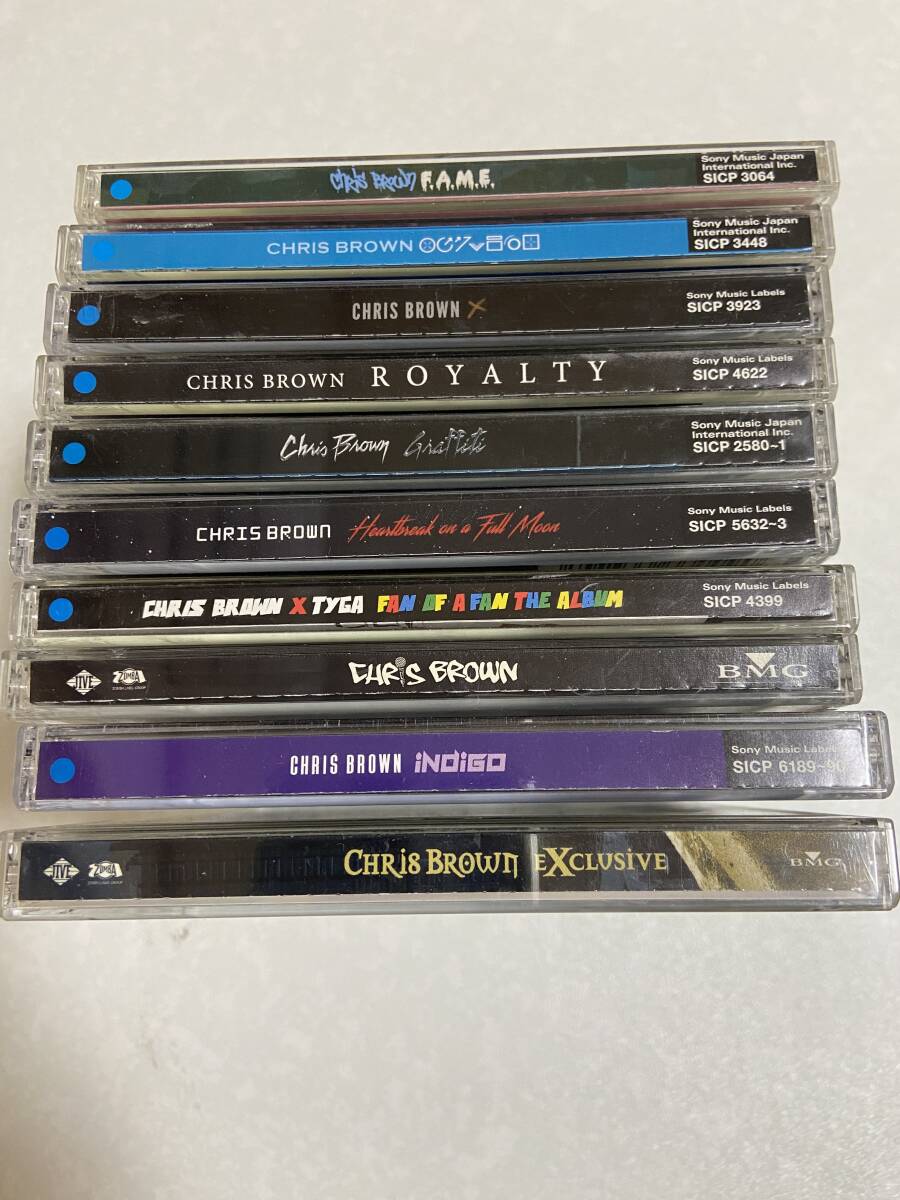 Chris Brown F.A.M.E.
Sony Music Japan
International Inc.
SICP 3064
CHRIS BROWN
Sony Music Japan
International Inc.
SICP 3448
CHRIS BROWN X
Sony Music Labels
SICP 3923
CHRIS BROWN ROYALTY
Sony Music Labels
SICP 4622
Chris Brown Graffiti
Sony Music Japan
International Inc.
SICP 2580~1
CHRIS BROWN Heartbreak on a Full Moon
Sony Music Labels
SICP 5632~3
CHRIS BROWN X TYGA FAN OF A FAN THE ALBUM
Sony Music Labels
SICP 4399
JIVE
ZOMBA
CHRIS BROWN
BMG
CHRIS BROWN iNDiGO
Sony Music Labels
SICP 6189~90
JIVE
ZOMBA
CHRiS BROWN eXCLUSiVE
BMG